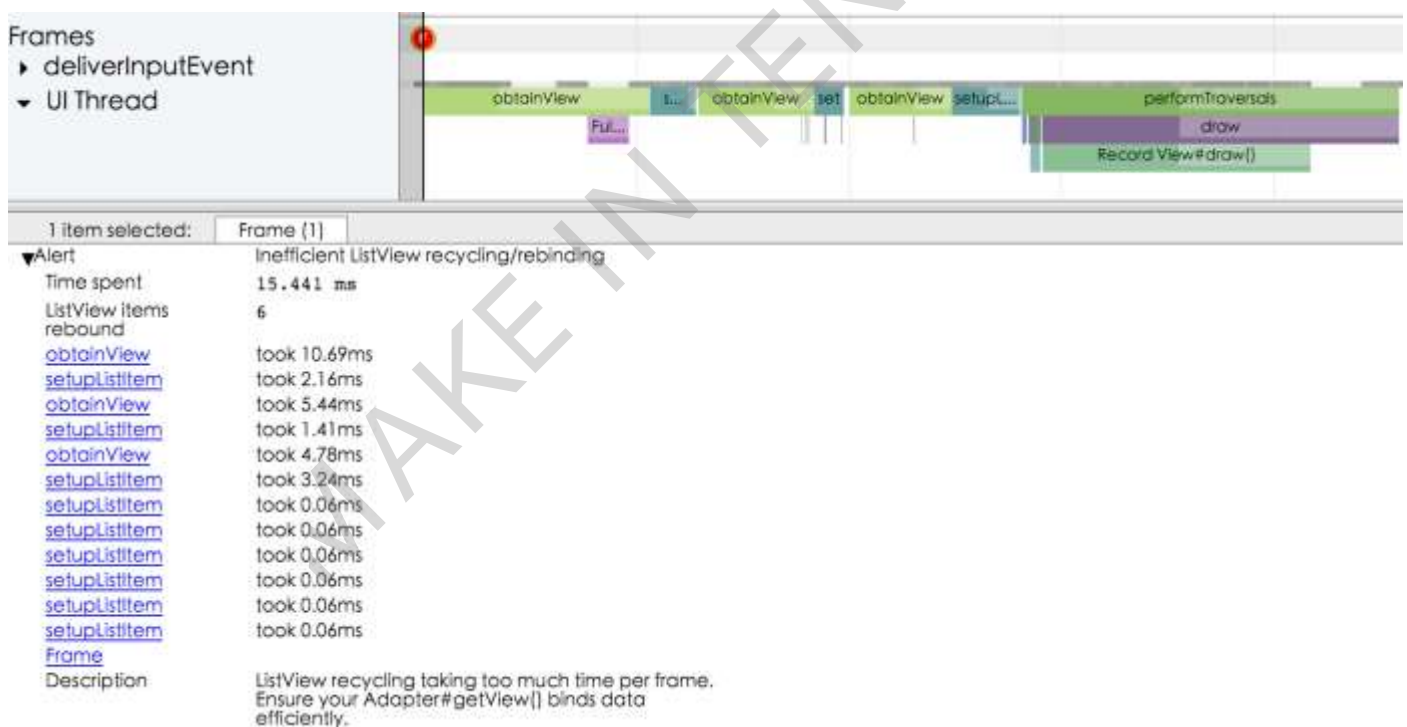 Frames
F
deliverInputEvent
UI Thread
obtainView s... obtainView set obtainView setupL... performTraversals
Ful... draw
Record View#draw()
1 item selected: Frame (1)
Alert Inefficient ListView recycling/rebinding
Time spent 15.441 ms
ListView items rebound 6
obtainView took 10.69ms
setupListItem took 2.16ms
obtainView took 5.44ms
setupListItem took 1.41ms
obtainView took 4.78ms
setupListItem took 3.24ms
setupListItem took 0.06ms
setupListItem took 0.06ms
setupListItem took 0.06ms
setupListItem took 0.06ms
setupListItem took 0.06ms
setupListItem took 0.06ms
Frame
Description ListView recycling taking too much time per frame.
Ensure your Adapter#getView() binds data
efficiently.
MAKE IN TEN